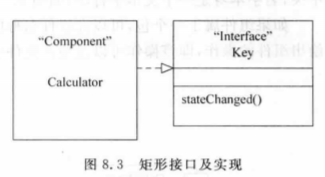 “Component”
Calculator
“Interface”
Key
stateChanged()
图 8.3 矩形接口及实现